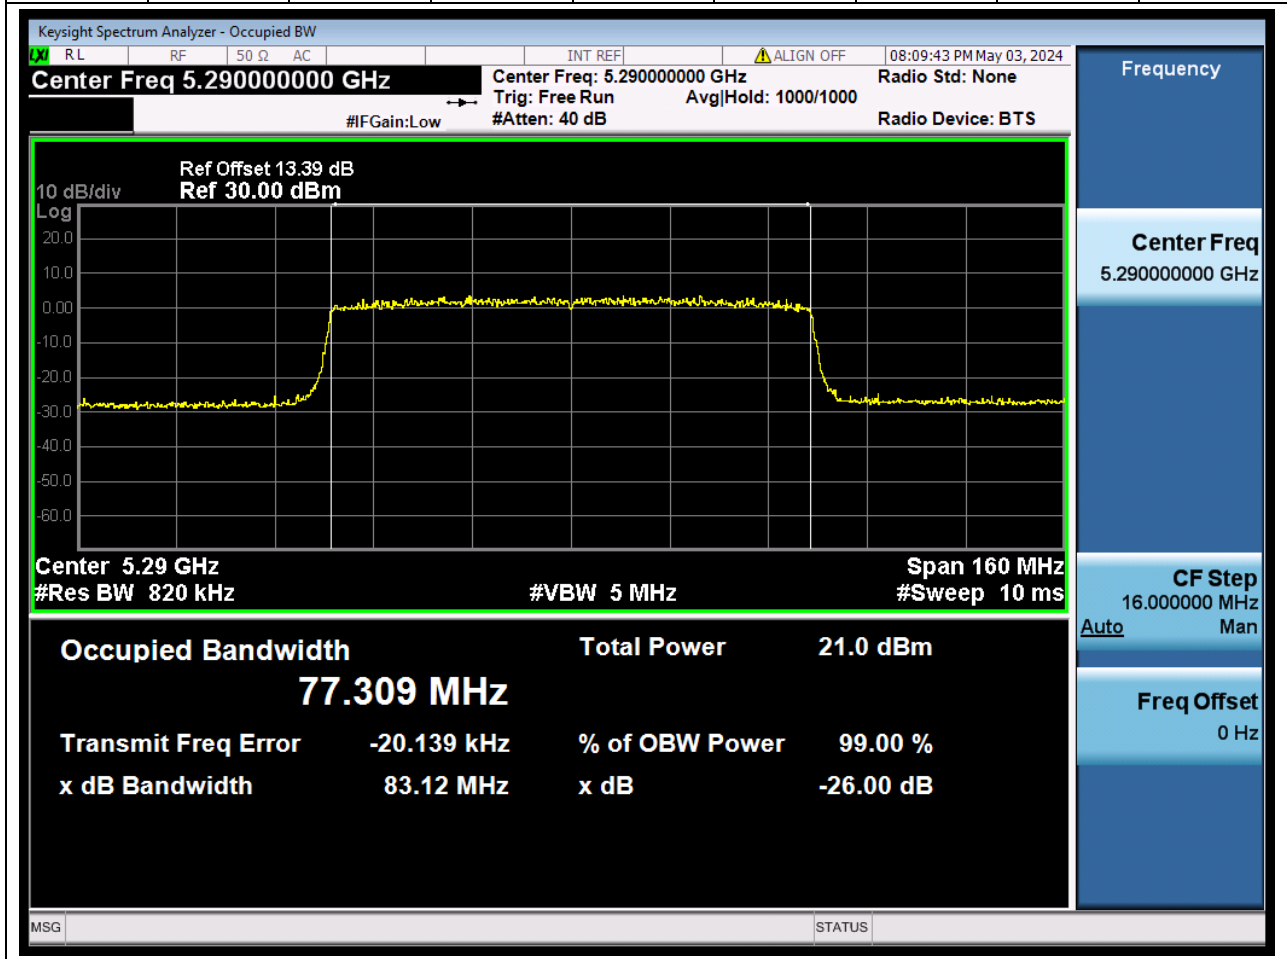 Keysight Spectrum Analyzer - Occupied BW
LXI RL RF 50 Ω AC INT REF ALIGN OFF 08:09:43 PM May 03, 2024
Center Freq 5.290000000 GHz
Center Freq: 5.290000000 GHz
Radio Std: None
Trig: Free Run Avg|Hold: 1000/1000
#IFGain:Low
#Atten: 40 dB
Radio Device: BTS
Ref Offset 13.39 dB
10 dB/div Ref 30.00 dBm
Log
20.0
10.0
0.00
-10.0
-20.0
-30.0
-40.0
-50.0
-60.0
Center 5.29 GHz Span 160 MHz
#Res BW 820 kHz #VBW 5 MHz #Sweep 10 ms
Occupied Bandwidth Total Power 21.0 dBm
77.309 MHz
Transmit Freq Error -20.139 kHz % of OBW Power 99.00 %
x dB Bandwidth 83.12 MHz x dB -26.00 dB
MSG STATUS
Frequency
Center Freq
5.290000000 GHz
CF Step
16.000000 MHz
Auto Man
Freq Offset
0 Hz